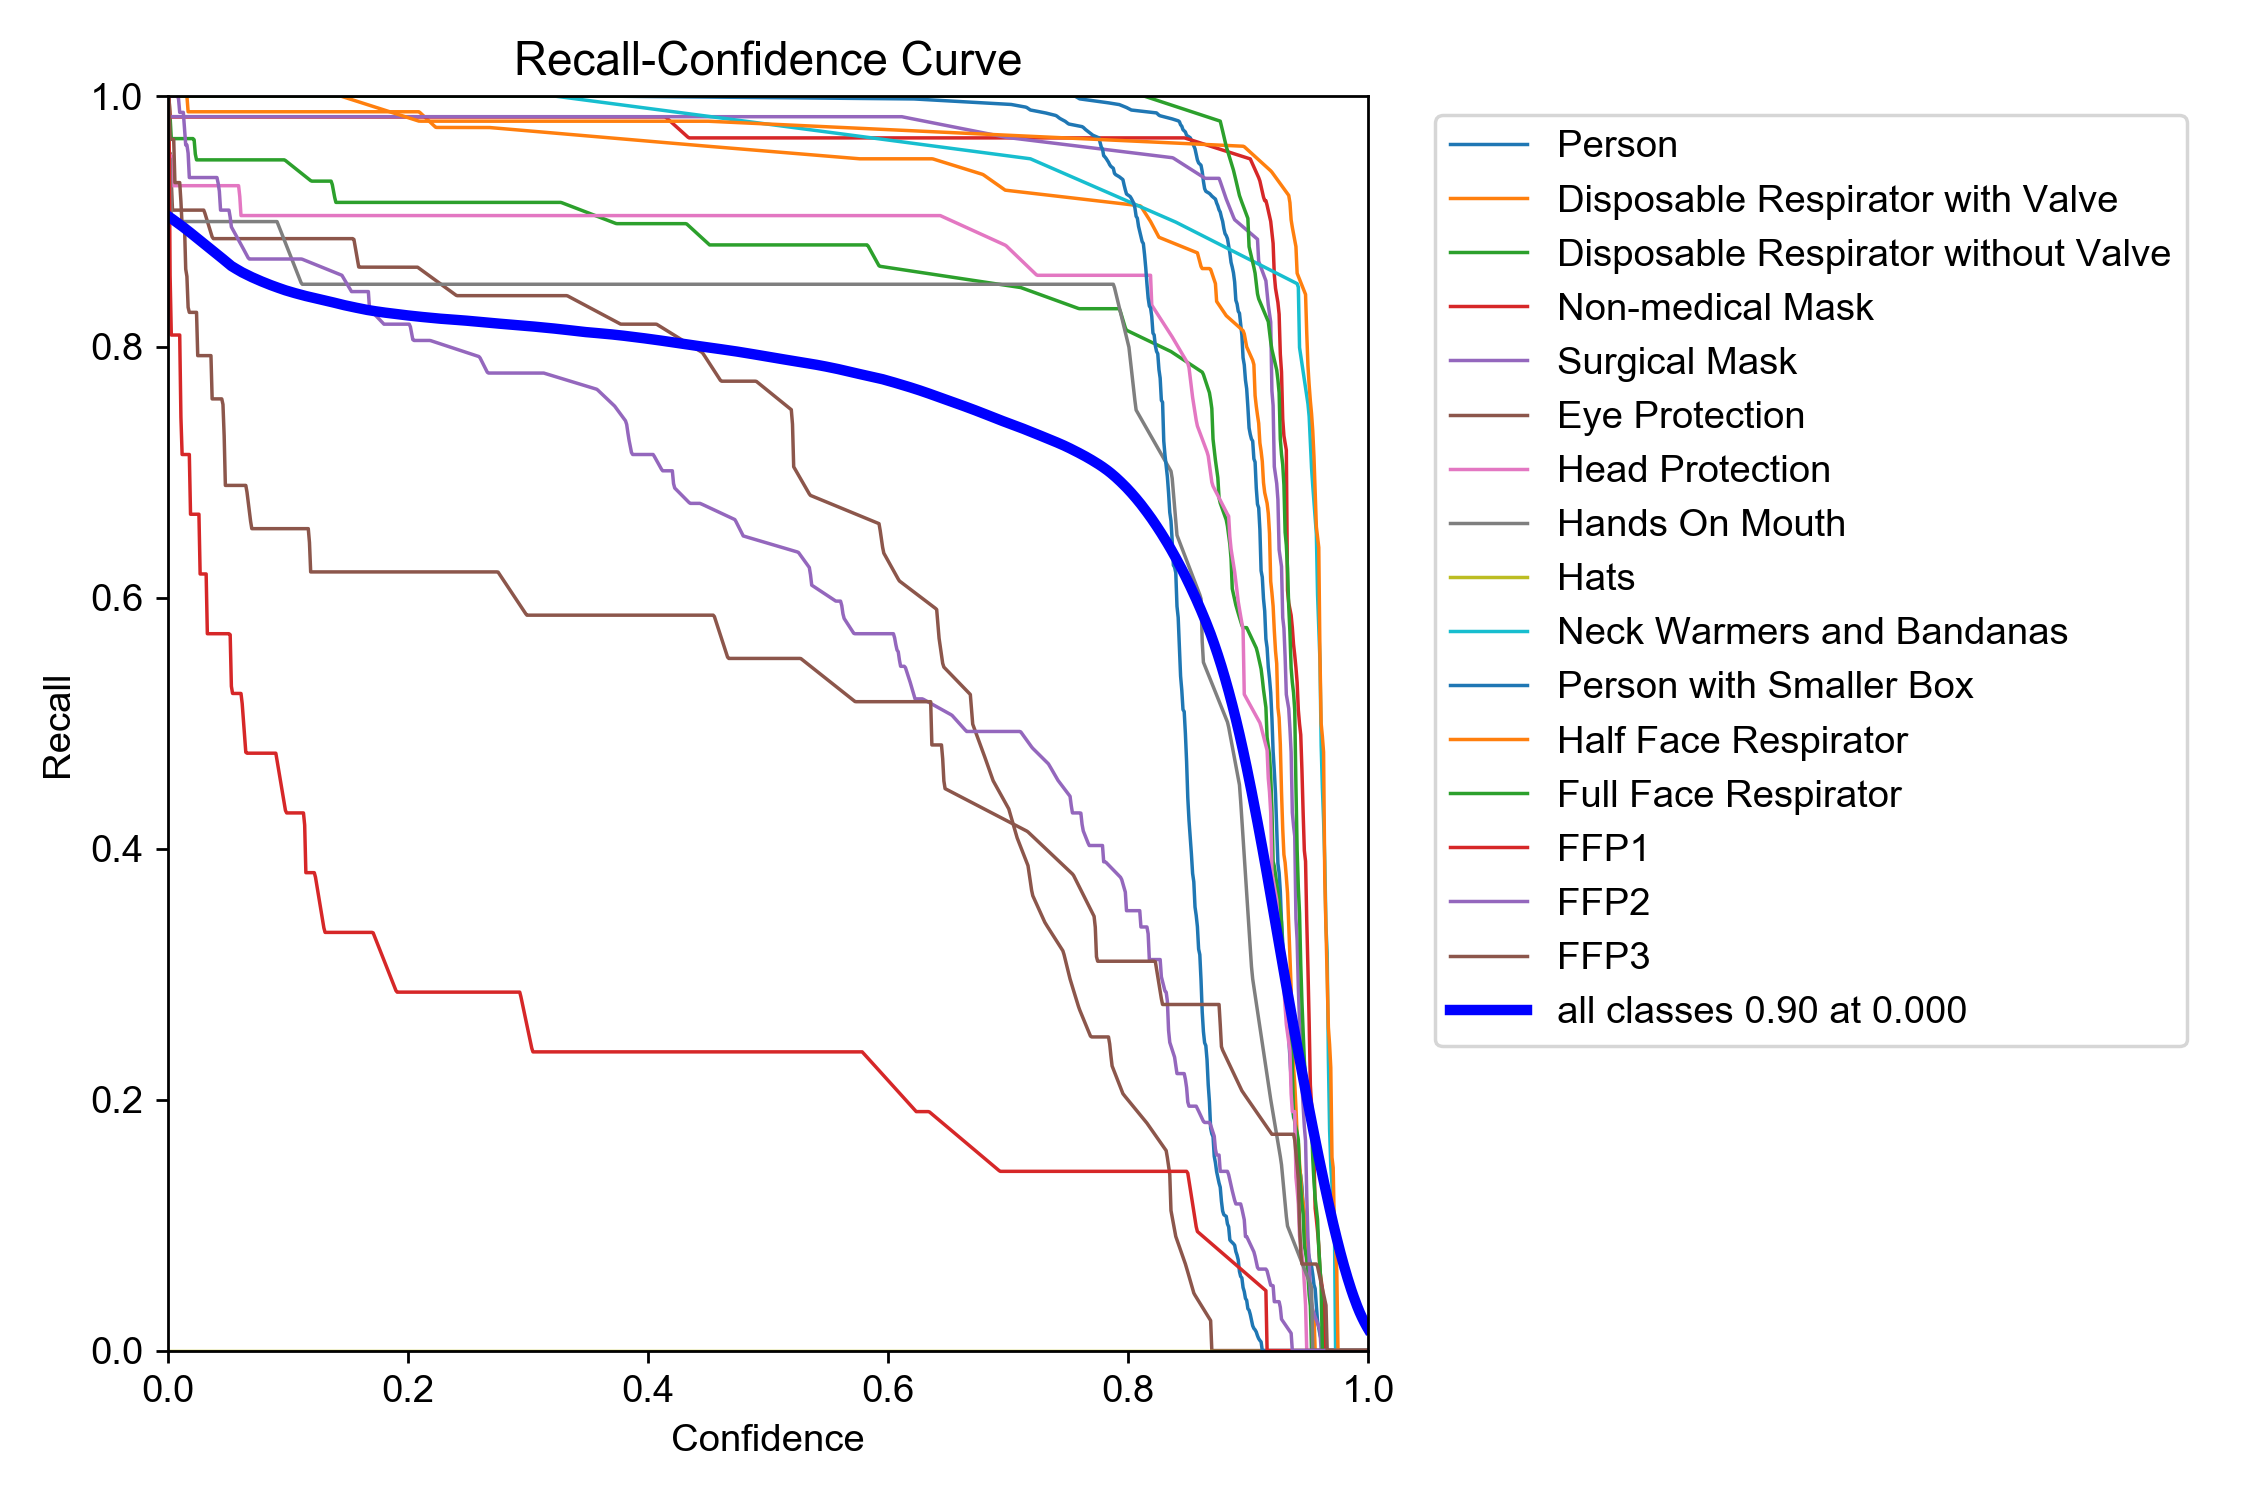 Recall-Confidence Curve
1.0
0.8
0.6
0.4
0.2
0.0
Recall
0.0 0.2 0.4 0.6 0.8 1.0
Confidence
Person
Disposable Respirator with Valve
Disposable Respirator without Valve
Non-medical Mask
Surgical Mask
Eye Protection
Head Protection
Hands On Mouth
Hats
Neck Warmers and Bandanas
Person with Smaller Box
Half Face Respirator
Full Face Respirator
FFP1
FFP2
FFP3
all classes 0.90 at 0.000